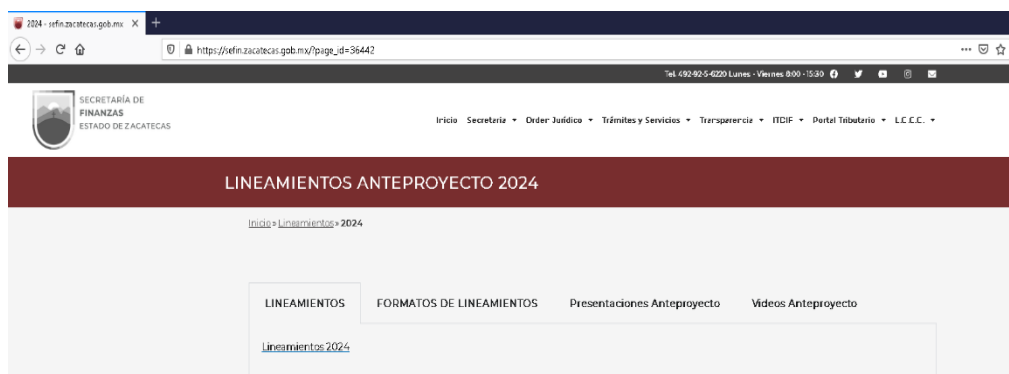 2024 - sefin.zacatecas.gob.mx
https://sefin.zacatecas.gob.mx/?page_id=36442
Tel. 492-92-5-6220 Lunes - Viernes 8:00 -15:30
SECRETARÍA DE
FINANZAS
ESTADO DE ZACATECAS
Inicio Secretaria Orden Jurídico Trámites y Servicios Transparencia ITDIF Portal Tributario L.C.C.C.
LINEAMIENTOS ANTEPROYECTO 2024
Inicio » Lineamientos » 2024
LINEAMIENTOS FORMATOS DE LINEAMIENTOS Presentaciones Anteproyecto Videos Anteproyecto
Lineamientos 2024